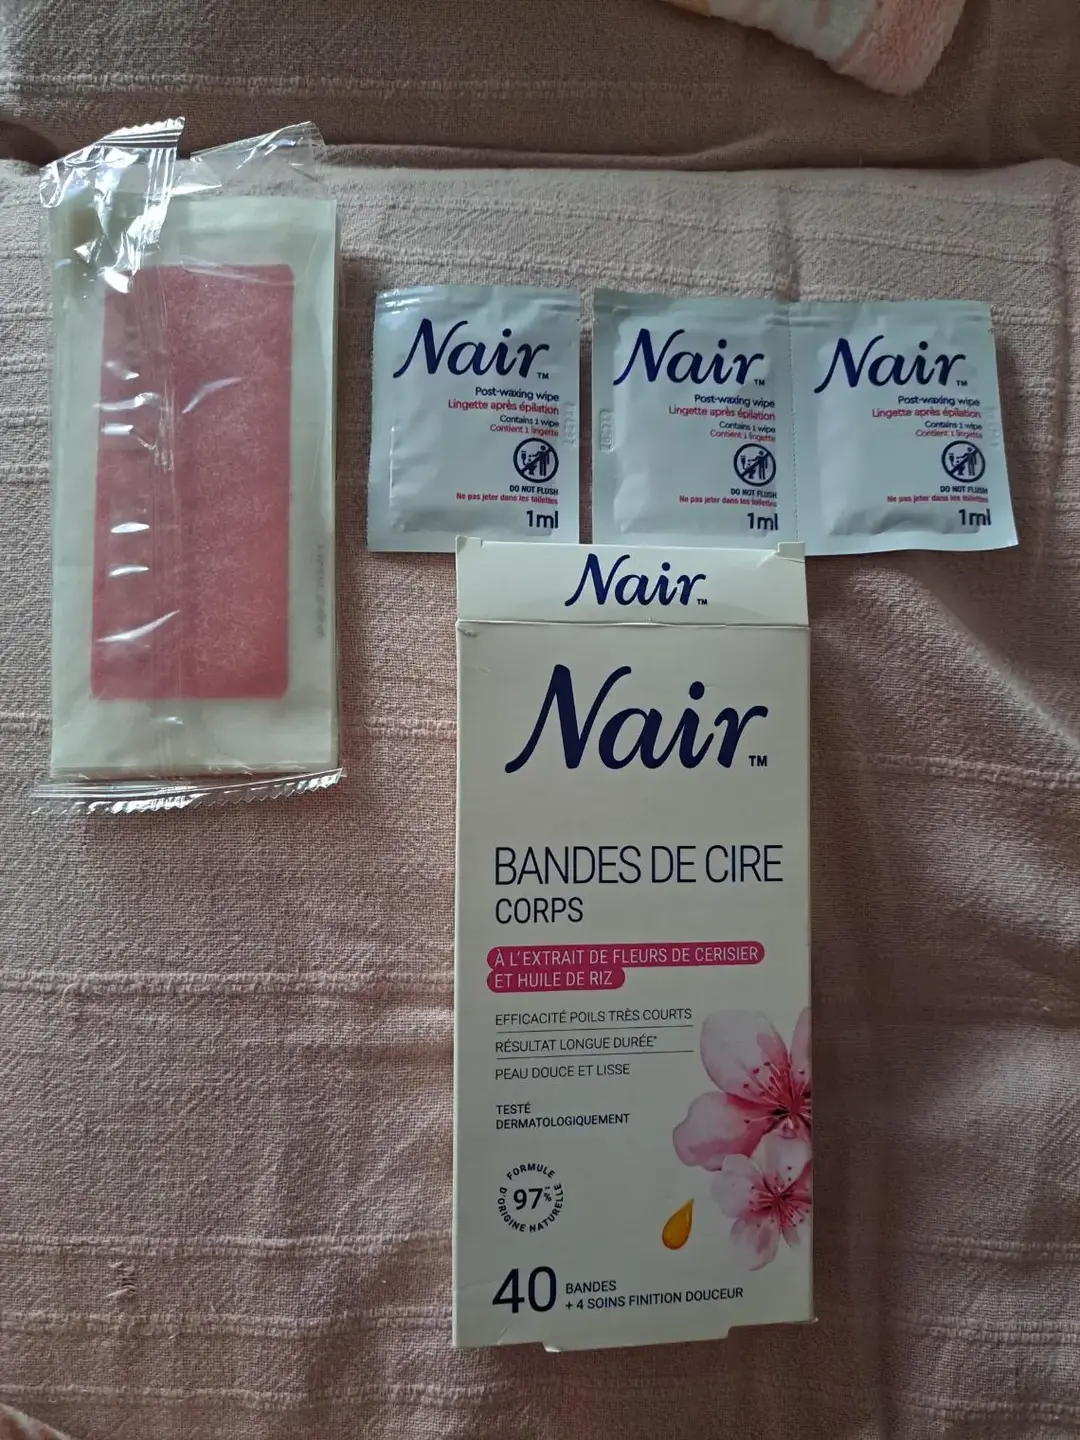 Nair™
Post-waxing wipe
Lingette après épilation
Contains 1 wipe
Contient 1 lingette
DO NOT FLUSH
Ne pas jeter dans les toilettes
1ml
Nair™
Post-waxing wipe
Lingette après épilation
Contains 1 wipe
Contient 1 lingette
DO NOT FLUSH
Ne pas jeter dans les toilettes
1ml
Nair™
Post-waxing wipe
Lingette après épilation
Contains 1 wipe
Contient 1 lingette
DO NOT FLUSH
Ne pas jeter dans les toilettes
1ml
Nair™
Nair™
BANDES DE CIRE
CORPS
À L'EXTRAIT DE FLEURS DE CERISIER
ET HUILE DE RIZ
EFFICACITÉ POILS TRÈS COURTS
RÉSULTAT LONGUE DURÉE*
PEAU DOUCE ET LISSE
TESTÉ
DERMATOLOGIQUEMENT
FORMULE
97%
D'ORIGINE NATURELLE
40 BANDES
+ 4 SOINS FINITION DOUCEUR